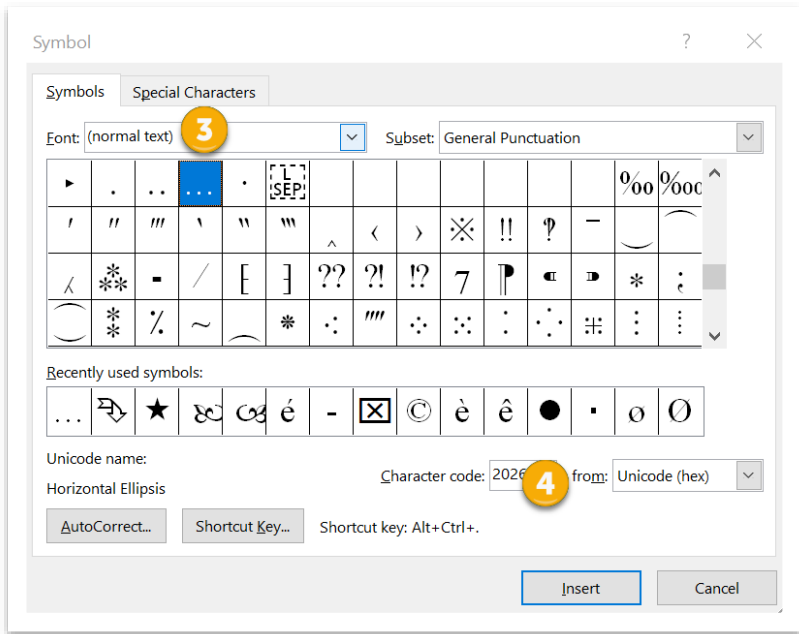 Symbol ? ×
Symbols Special Characters
Font: (normal text) 3 Subset: General Punctuation
‣ ․ ‥ … ‧ L SEP ‰ ‱
′ ″ ‴ ‵ ‶ ‷ ‸ ‹ › ※ ‼ ‽ ‾ ‿ ⁀
⁁ ⁂ ⁃ ⁄ ⁅ ⁆ ⁇ ⁈ ⁉ ⁊ ⁋ ⁌ ⁍ ⁎ ⁏
⁐ ⁑ ⁒ ⁓ ⁔ ⁕ ⁖ ⁗ ⁘ ⁙ ⁚ ⁛ ⁜ ⁝ ⁞
Recently used symbols:
… ★ é - ☒ © è ê ● ▪ ø Ø
Unicode name:
Horizontal Ellipsis
Character code: 2026 4 from: Unicode (hex)
AutoCorrect... Shortcut Key... Shortcut key: Alt+Ctrl+.
Insert Cancel